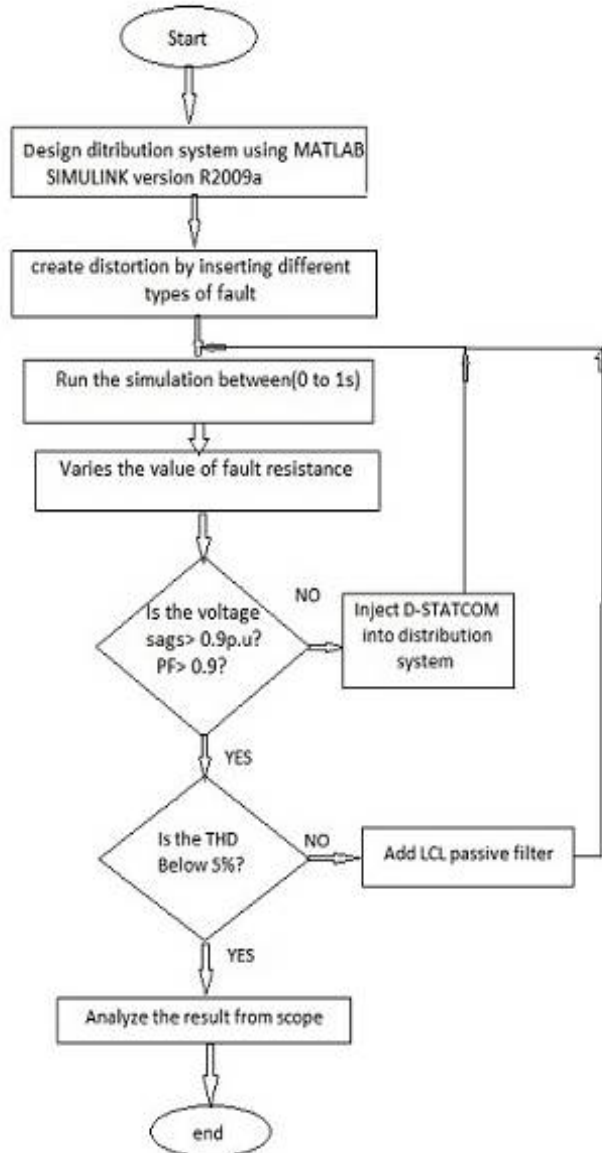 Start
Design ditribution system using MATLAB
SIMULINK version R2009a
create distortion by inserting different
types of fault
Run the simulation between(0 to 1s)
Varies the value of fault resistance
Is the voltage
sags> 0.9p.u?
PF> 0.9?
NO
Inject D-STATCOM
into distribution
system
YES
Is the THD
Below 5%?
NO
Add LCL passive filter
YES
Analyze the result from scope
end